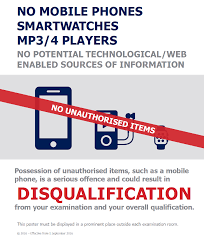 NO MOBILE PHONES
SMARTWATCHES
MP3/4 PLAYERS
NO POTENTIAL TECHNOLOGICAL/WEB
ENABLED SOURCES OF INFORMATION
NO UNAUTHORISED ITEMS
Possession of unauthorised items, such as a mobile
phone, is a serious offence and could result in
DISQUALIFICATION
from your examination and your overall qualification.
This poster must be displayed in a prominent place outside each examination room.